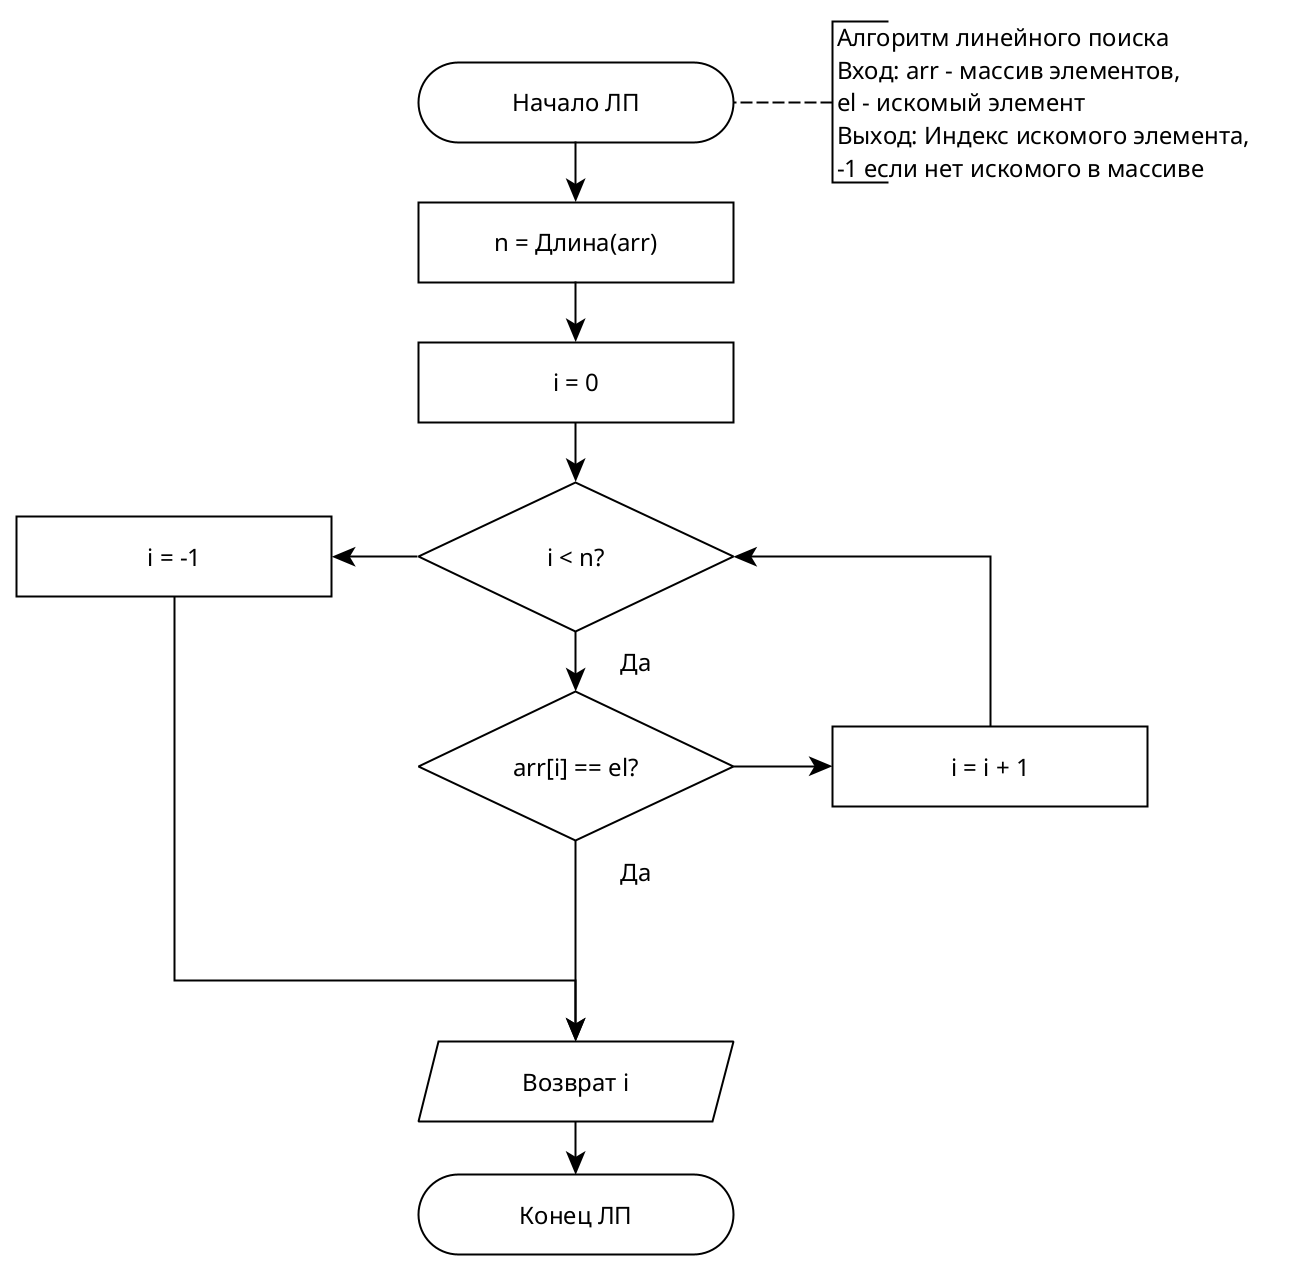 Начало ЛП
Алгоритм линейного поиска
Вход: arr - массив элементов,
el - искомый элемент
Выход: Индекс искомого элемента,
-1 если нет искомого в массиве
n = Длина(arr)
i = 0
i = -1
i < n?
Да
arr[i] == el?
i = i + 1
Да
Возврат i
Конец ЛП